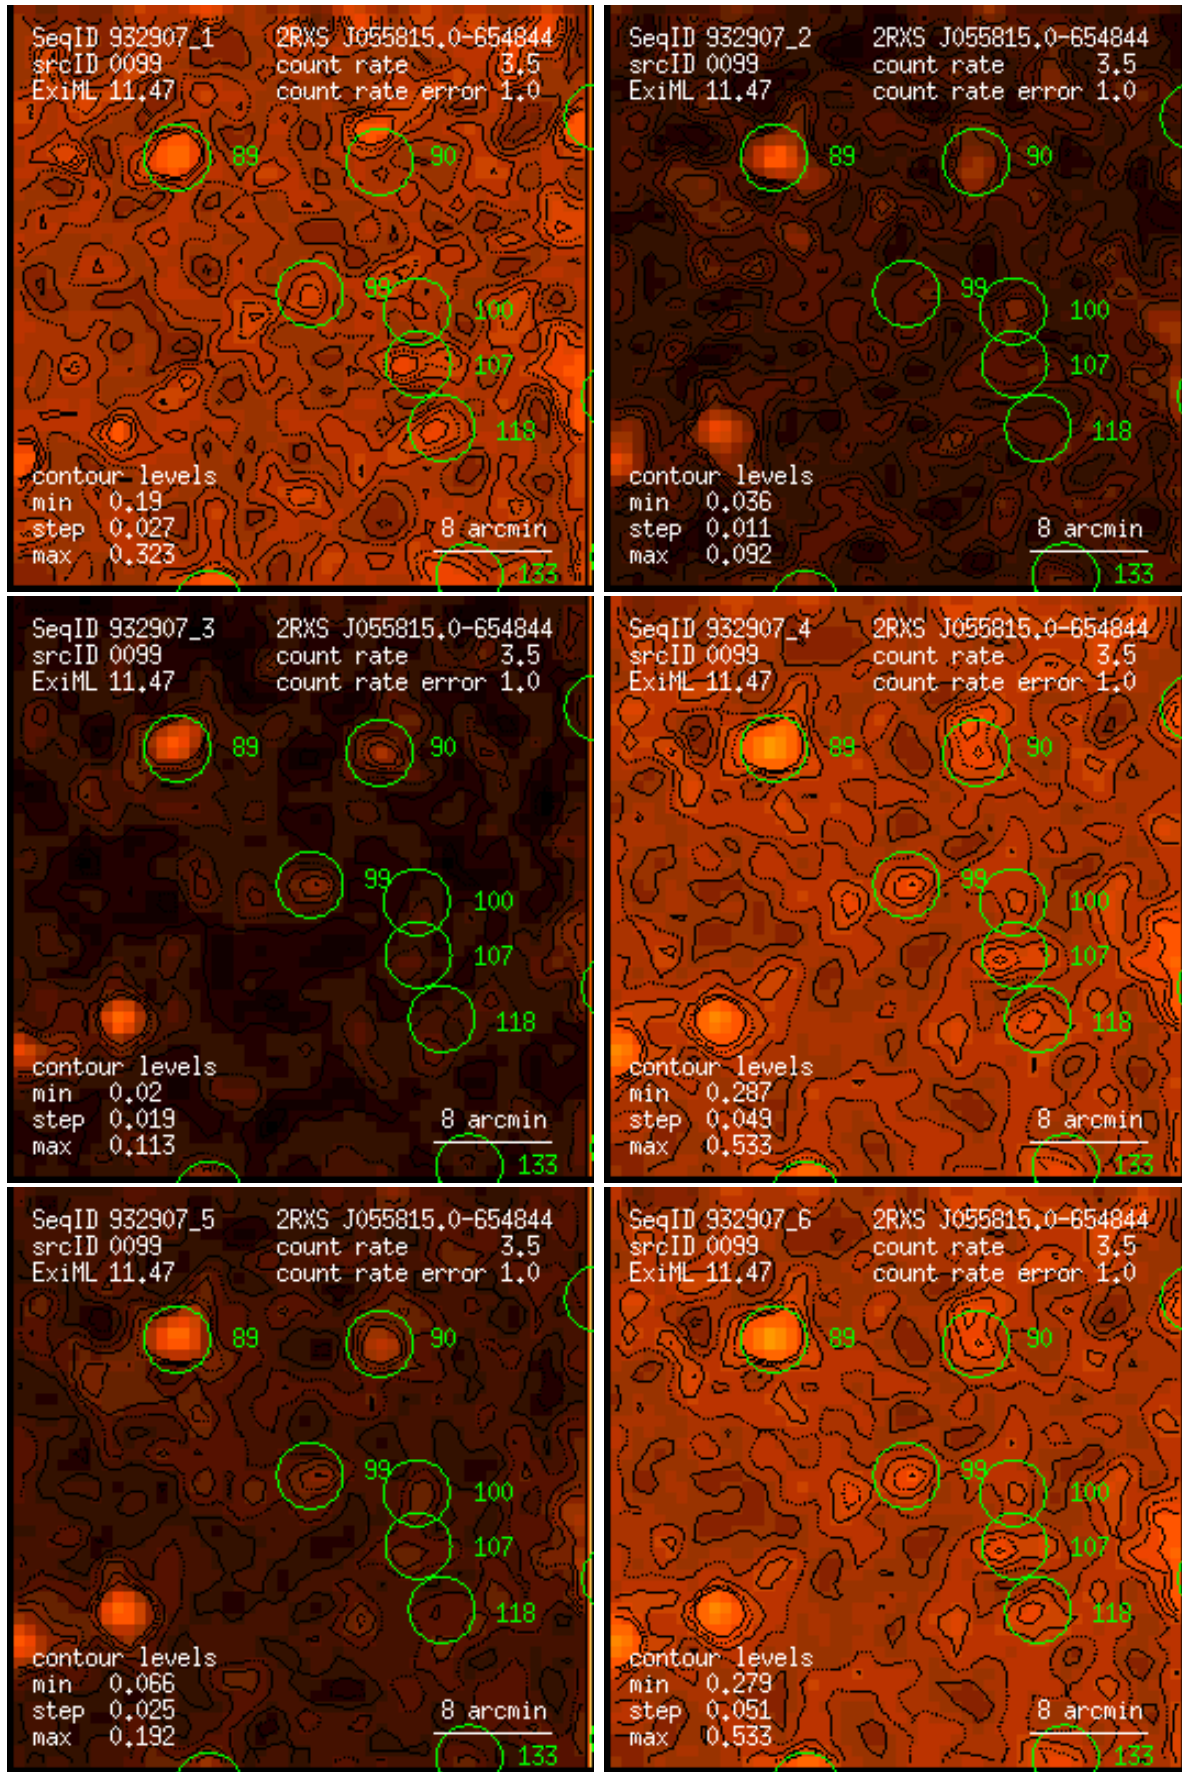 SeqID 932907_1 2RXS J055815.0-654844
srcID 0099 count rate 3.5
ExiML 11.47 count rate error 1.0
89 90
99
100
107
118
contour levels
min 0.19
step 0.027 8 arcmin
max 0.323
133
SeqID 932907_2 2RXS J055815.0-654844
srcID 0099 count rate 3.5
ExiML 11.47 count rate error 1.0
89 90
99
100
107
118
contour levels
min 0.036
step 0.011 8 arcmin
max 0.092
133
SeqID 932907_3 2RXS J055815.0-654844
srcID 0099 count rate 3.5
ExiML 11.47 count rate error 1.0
89 90
99
100
107
118
contour levels
min 0.02
step 0.019 8 arcmin
max 0.113
133
SeqID 932907_4 2RXS J055815.0-654844
srcID 0099 count rate 3.5
ExiML 11.47 count rate error 1.0
89 90
99
100
107
118
contour levels
min 0.287
step 0.049 8 arcmin
max 0.533
133
SeqID 932907_5 2RXS J055815.0-654844
srcID 0099 count rate 3.5
ExiML 11.47 count rate error 1.0
89 90
99
100
107
118
contour levels
min 0.066
step 0.025 8 arcmin
max 0.192
133
SeqID 932907_6 2RXS J055815.0-654844
srcID 0099 count rate 3.5
ExiML 11.47 count rate error 1.0
89 90
99
100
107
118
contour levels
min 0.279
step 0.051 8 arcmin
max 0.533
133